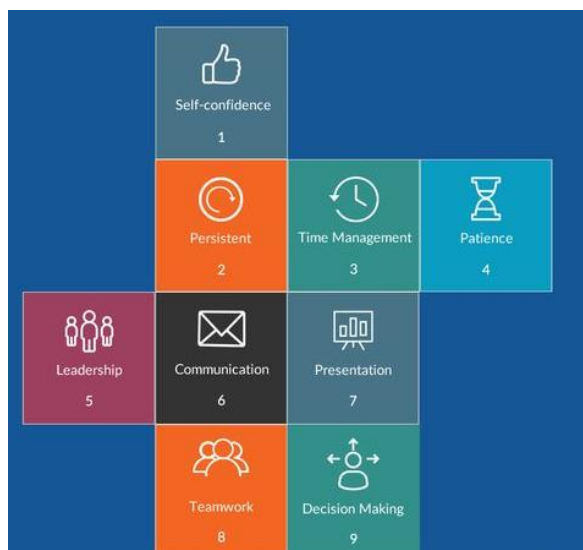 Self-confidence
1
Persistent
2
Time Management
3
Patience
4
Leadership
5
Communication
6
Presentation
7
Teamwork
8
Decision Making
9